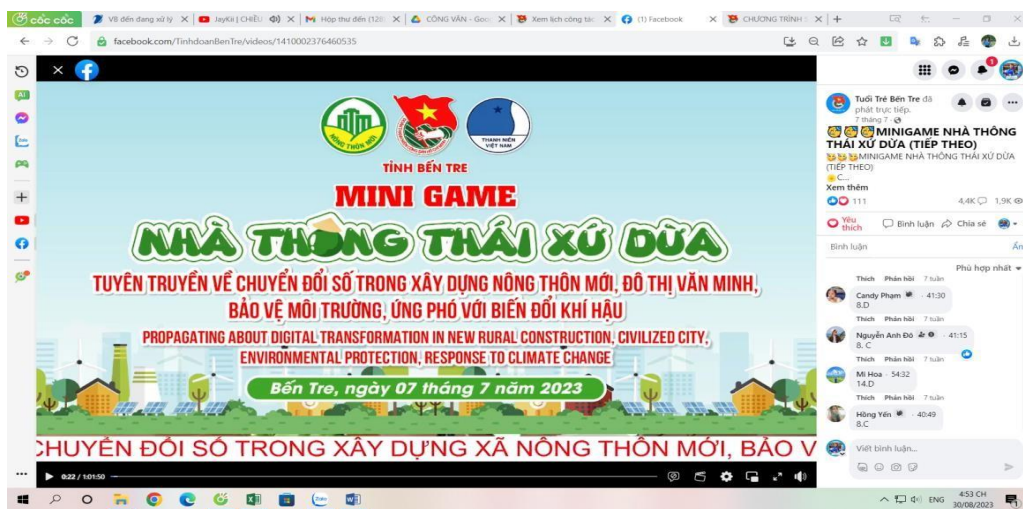 cốc cốc
V8 đến đang xử lý
JayKii | CHIỀU
Hộp thư đến (128
CÔNG VĂN - Goo
Xem lịch công tác
(1) Facebook
CHƯƠNG TRÌNH
facebook.com/TinhdoanBenTre/videos/1410002376460535
NÔNG THÔN MỚI
THANH NIÊN
VIỆT NAM
TỈNH BẾN TRE
MINI GAME
NHÀ THÔNG THÁI XỨ DỪA
TUYÊN TRUYỀN VỀ CHUYỂN ĐỔI SỐ TRONG XÂY DỰNG NÔNG THÔN MỚI, ĐÔ THỊ VĂN MINH,
BẢO VỆ MÔI TRƯỜNG, ỨNG PHÓ VỚI BIẾN ĐỔI KHÍ HẬU
PROPAGATING ABOUT DIGITAL TRANSFORMATION IN NEW RURAL CONSTRUCTION, CIVILIZED CITY,
ENVIRONMENTAL PROTECTION, RESPONSE TO CLIMATE CHANGE
Bến Tre, ngày 07 tháng 7 năm 2023
CHUYỂN ĐỔI SỐ TRONG XÂY DỰNG XÃ NÔNG THÔN MỚI, BẢO V
0:22 / 1:01:50
Tuổi Trẻ Bến Tre đã
phát trực tiếp.
7 tháng 7
MINIGAME NHÀ THÔNG
THÁI XỨ DỪA (TIẾP THEO)
MINIGAME NHÀ THÔNG THÁI XỨ DỪA
(TIẾP THEO)
C...
Xem thêm
111 4,4K 1,9K
Yêu thích Bình luận Chia sẻ
Bình luận Ẩn
Phù hợp nhất
Thích Phản hồi 7 tuần
Candy Phạm · 41:30
8.D
Thích Phản hồi 7 tuần
Nguyễn Anh Đô · 41:15
8. C
Thích Phản hồi 7 tuần
Mi Hoa · 54:32
14.D
Thích Phản hồi 7 tuần
Hồng Yến · 40:49
8.C
Viết bình luận...
ENG
4:53 CH
30/08/2023